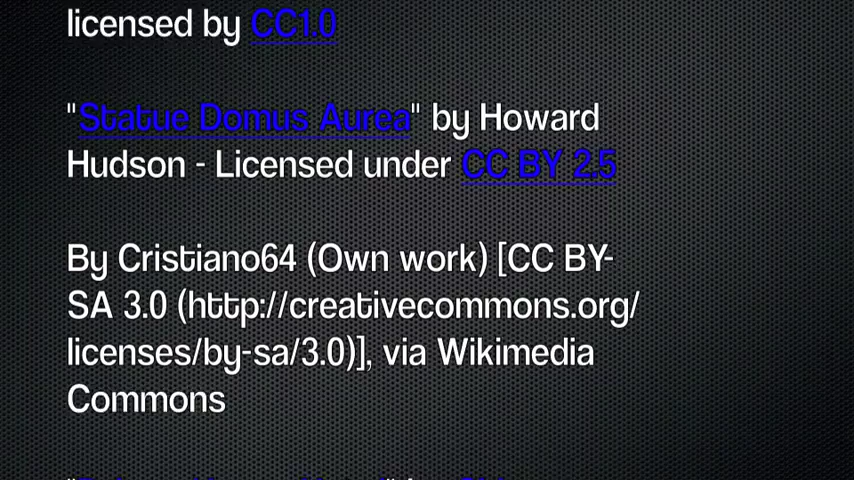 licensed by CC1.0
"Statue Domus Aurea" by Howard
Hudson - Licensed under CC BY 2.5
By Cristiano64 (Own work) [CC BY-
SA 3.0 (http://creativecommons.org/
licenses/by-sa/3.0)], via Wikimedia
Commons